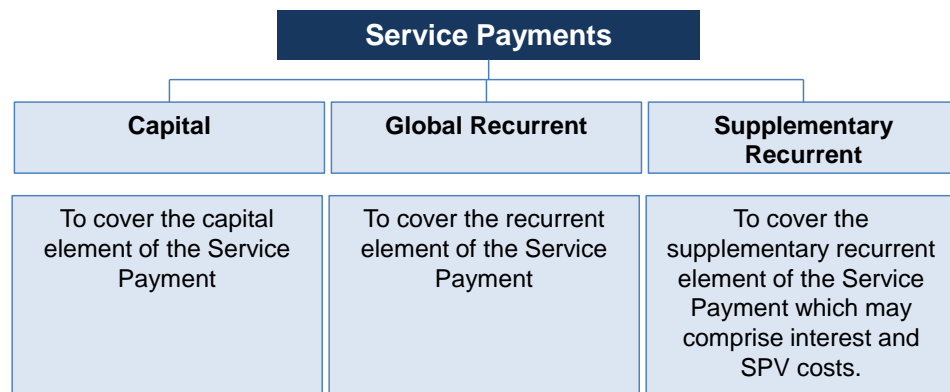 Service Payments
Capital
Global Recurrent
Supplementary
Recurrent
To cover the capital
element of the Service
Payment
To cover the recurrent
element of the Service
Payment
To cover the
supplementary recurrent
element of the Service
Payment which may
comprise interest and
SPV costs.